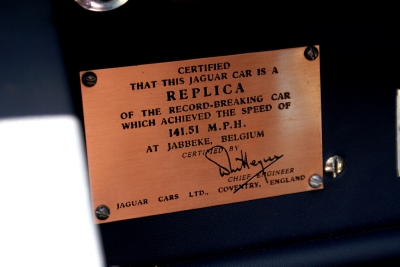 CERTIFIED
THAT THIS JAGUAR CAR IS A
REPLICA
OF THE RECORD-BREAKING CAR
WHICH ACHIEVED THE SPEED OF
141.51 M.P.H.
AT JABBEKE, BELGIUM
CERTIFIED BY
CHIEF ENGINEER
JAGUAR CARS LTD., COVENTRY, ENGLAND